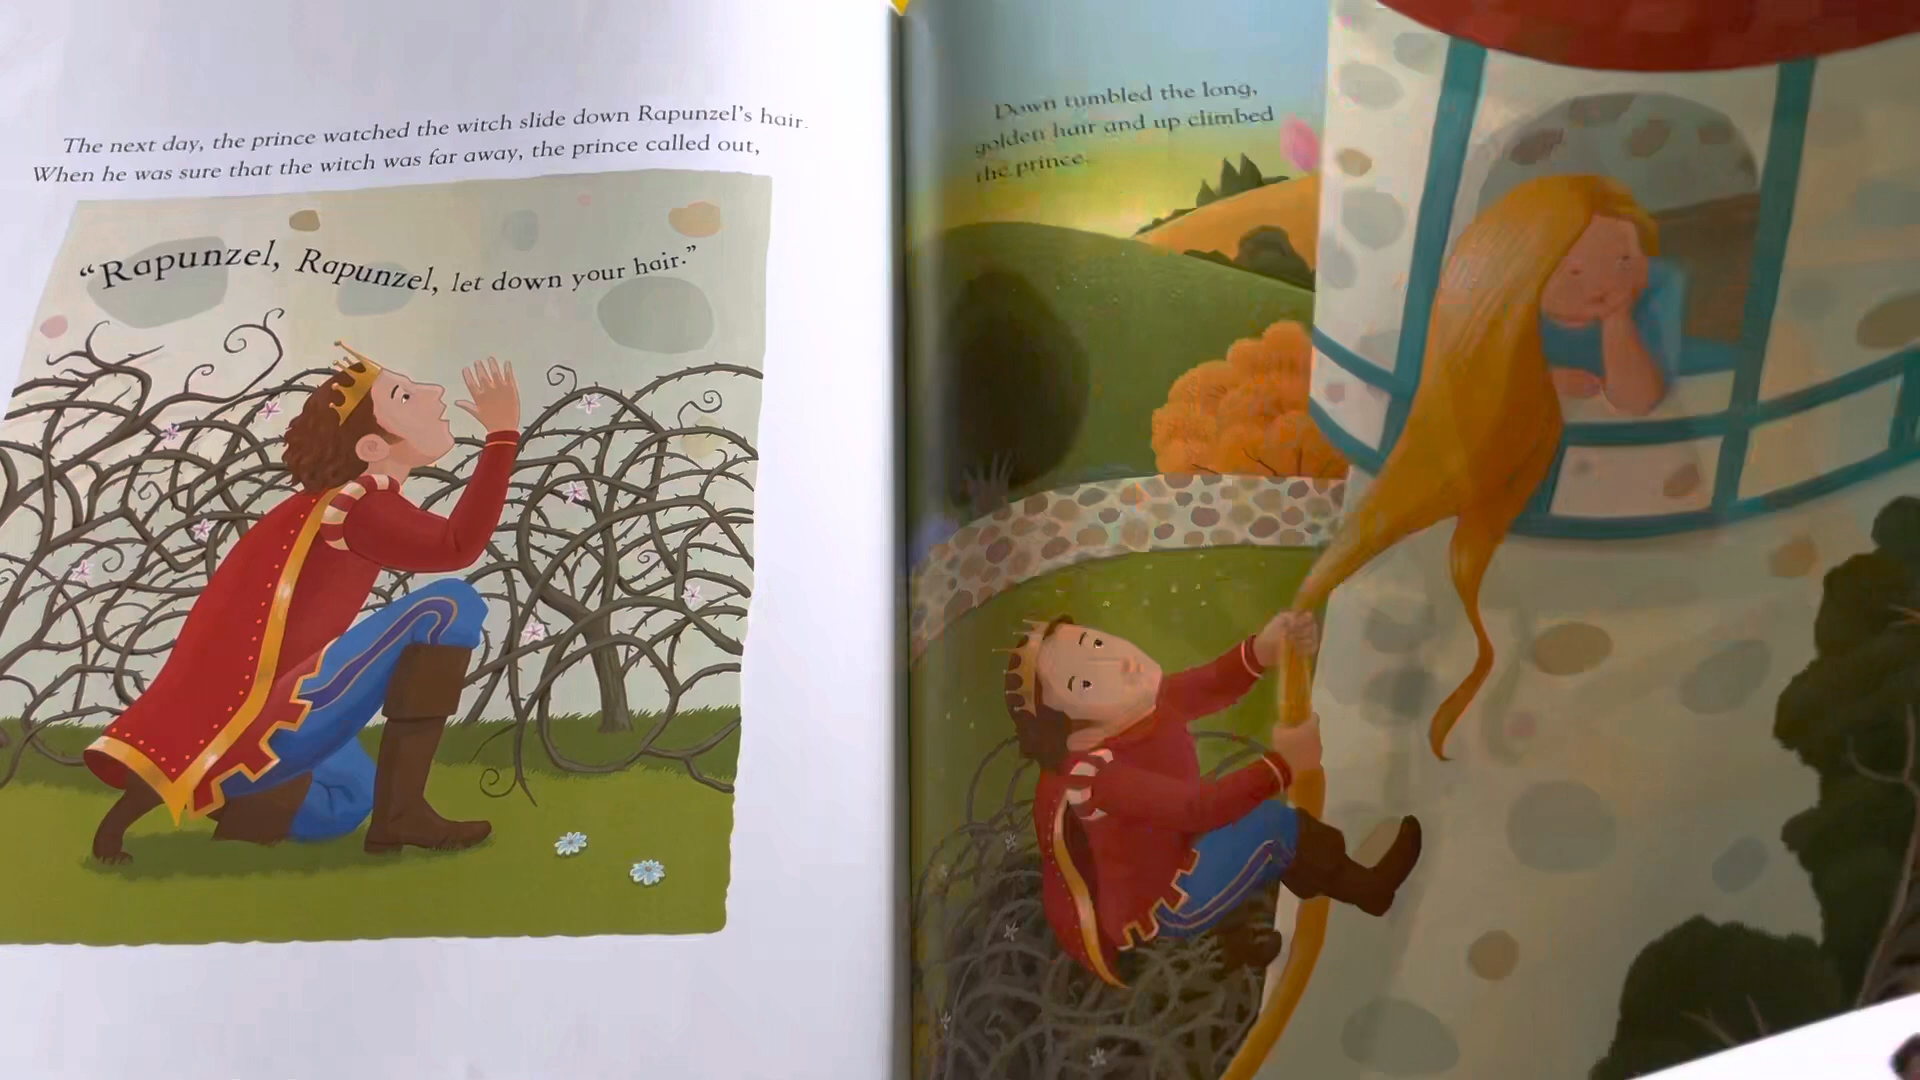 The next day, the prince watched the witch slide down Rapunzel's hair.
When he was sure that the witch was far away, the prince called out,
“Rapunzel, Rapunzel, let down your hair.”
Down tumbled the long,
golden hair and up climbed
the prince.